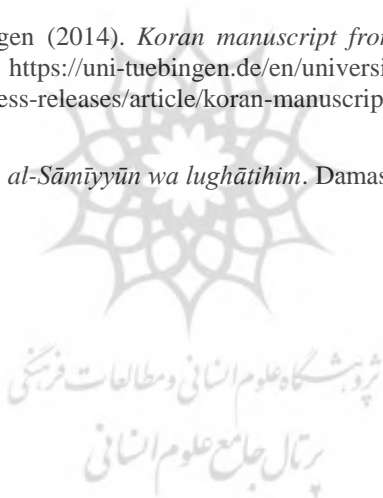 gen (2014). Koran manuscript from
https://uni-tuebingen.de/en/universi
ess-releases/article/koran-manuscrip
al-Sāmīyyūn wa lughātihim. Damas
پژوهشگاه علوم انسانی و مطالعات فرهنگی
پرتال جامع علوم انسانی